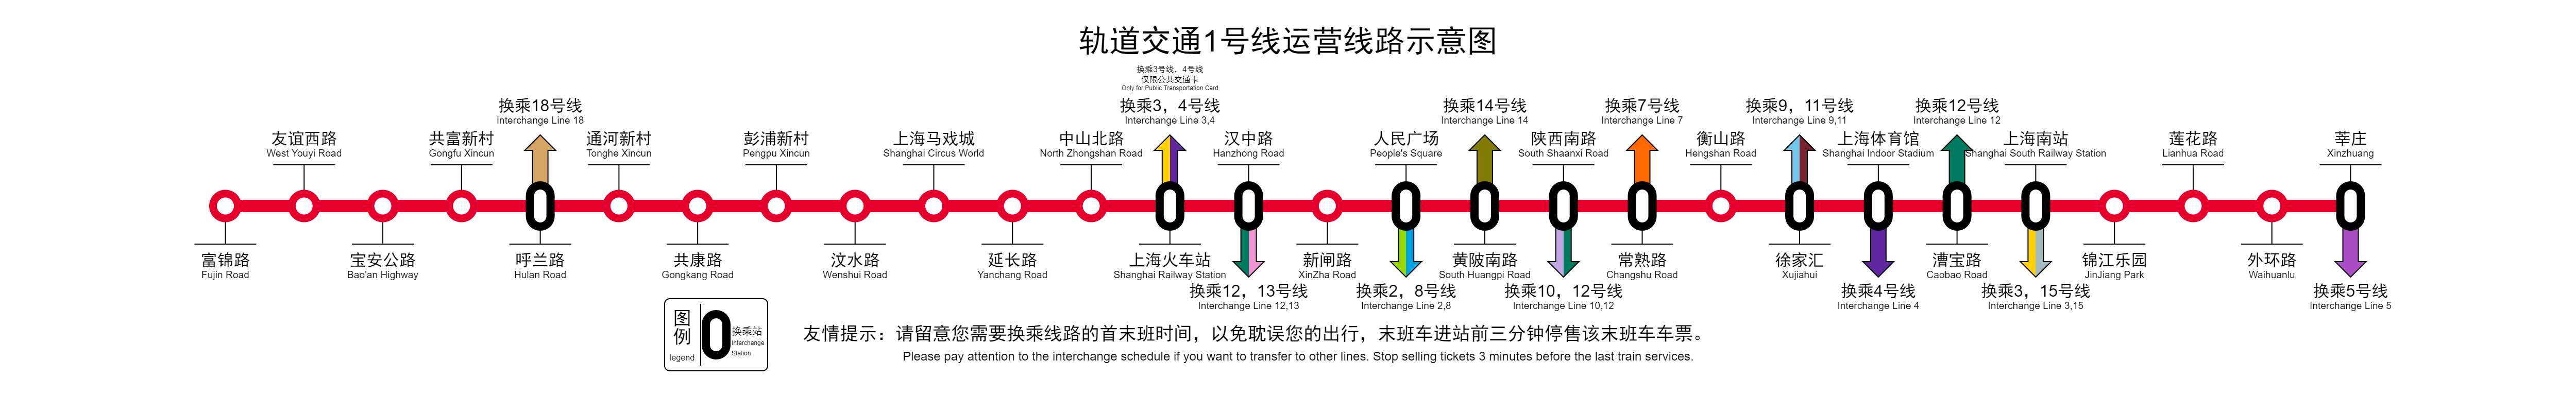 轨道交通1号线运营线路示意图
换乘3号线，4号线
仅限公共交通卡
Only for Public Transportation Card
换乘18号线
Interchange Line 18
换乘3，4号线
Interchange Line 3,4
换乘14号线
Interchange Line 14
换乘7号线
Interchange Line 7
换乘9，11号线
Interchange Line 9,11
换乘12号线
Interchange Line 12
友谊西路
West Youyi Road
共富新村
Gongfu Xincun
通河新村
Tonghe Xincun
彭浦新村
Pengpu Xincun
上海马戏城
Shanghai Circus World
中山北路
North Zhongshan Road
汉中路
Hanzhong Road
人民广场
People's Square
陕西南路
South Shaanxi Road
衡山路
Hengshan Road
上海体育馆
Shanghai Indoor Stadium
上海南站
Shanghai South Railway Station
莲花路
Lianhua Road
莘庄
Xinzhuang
富锦路
Fujin Road
宝安公路
Bao'an Highway
呼兰路
Hulan Road
共康路
Gongkang Road
汶水路
Wenshui Road
延长路
Yanchang Road
上海火车站
Shanghai Railway Station
新闸路
XinZha Road
黄陂南路
South Huangpi Road
常熟路
Changshu Road
徐家汇
Xujiahui
漕宝路
Caobao Road
锦江乐园
JinJiang Park
外环路
Waihuanlu
换乘12，13号线
Interchange Line 12,13
换乘2，8号线
Interchange Line 2,8
换乘10，12号线
Interchange Line 10,12
换乘4号线
Interchange Line 4
换乘3，15号线
Interchange Line 3,15
换乘5号线
Interchange Line 5
图例
legend
换乘站
Interchange
Station
友情提示：请留意您需要换乘线路的首末班时间，以免耽误您的出行，末班车进站前三分钟停售该末班车车票。
Please pay attention to the interchange schedule if you want to transfer to other lines. Stop selling tickets 3 minutes before the last train services.